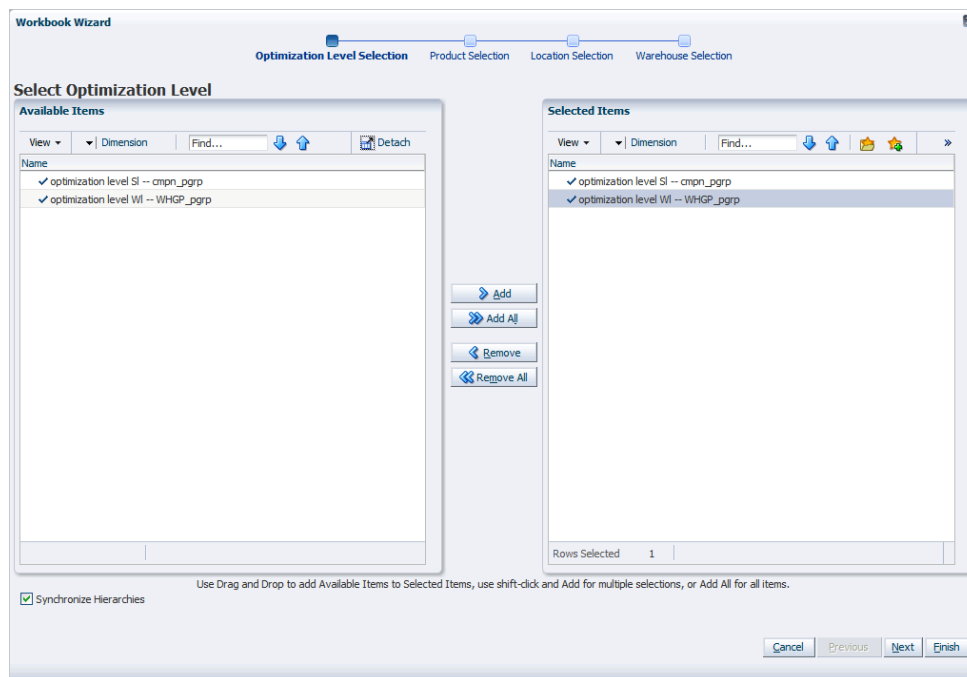 Workbook Wizard
Optimization Level Selection Product Selection Location Selection Warehouse Selection
Select Optimization Level
Available Items
View Dimension Find... Detach
Name
optimization level Sl -- cmpn_pgrp
optimization level Wl -- WHGP_pgrp
Add
Add All
Remove
Remove All
Selected Items
View Dimension Find... »
Name
optimization level Sl -- cmpn_pgrp
optimization level Wl -- WHGP_pgrp
Rows Selected 1
Use Drag and Drop to add Available Items to Selected Items, use shift-click and Add for multiple selections, or Add All for all items.
Synchronize Hierarchies
Cancel Previous Next Finish